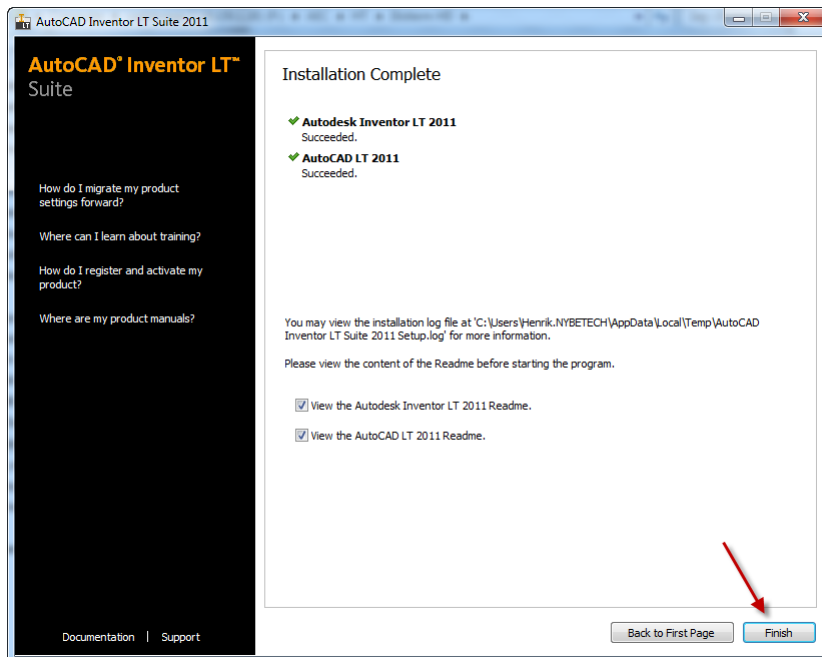 AutoCAD Inventor LT Suite 2011
AutoCAD® Inventor LT™
Suite
How do I migrate my product
settings forward?
Where can I learn about training?
How do I register and activate my
product?
Where are my product manuals?
Documentation | Support
Installation Complete
Autodesk Inventor LT 2011
Succeeded.
AutoCAD LT 2011
Succeeded.
You may view the installation log file at 'C:\Users\Henrik.NYBETECH\AppData\Local\Temp\AutoCAD
Inventor LT Suite 2011 Setup.log' for more information.
Please view the content of the Readme before starting the program.
View the Autodesk Inventor LT 2011 Readme.
View the AutoCAD LT 2011 Readme.
Back to First Page
Finish